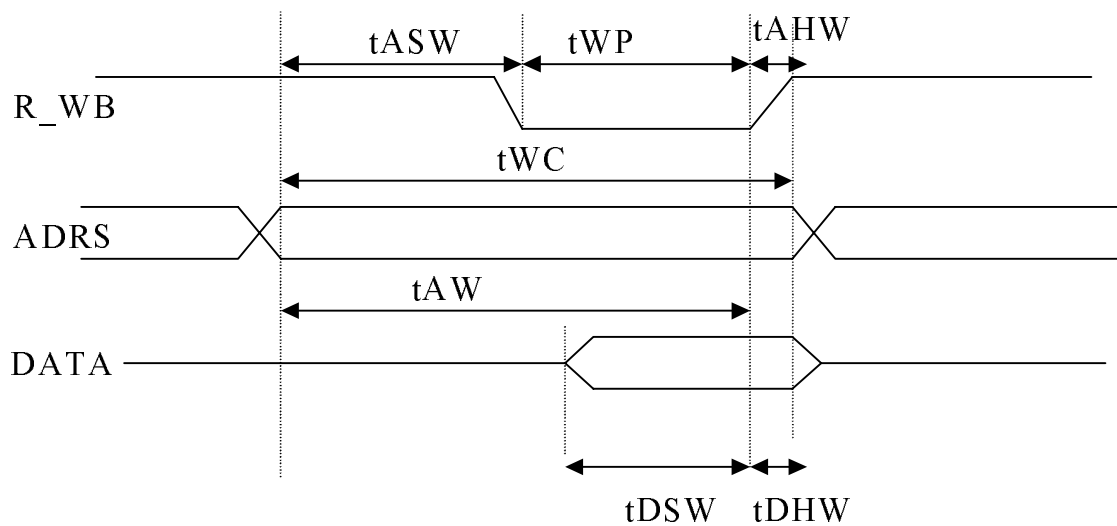 tASW tWP tAHW
R_WB
tWC
ADRS
tAW
DATA
tDSW tDHW